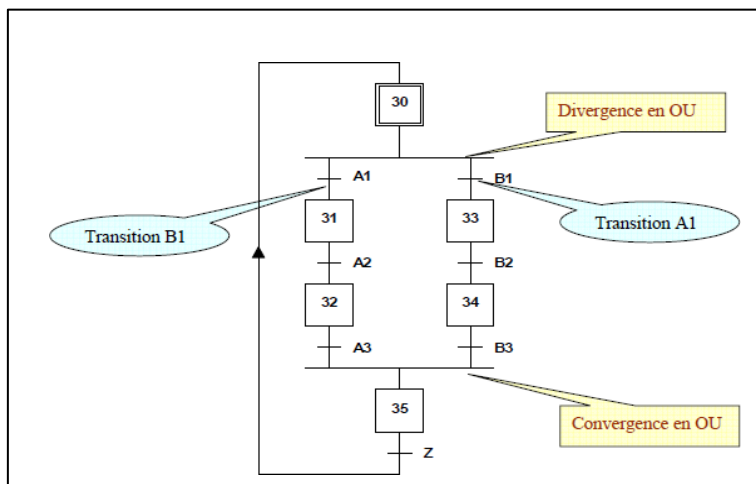 30
Divergence en OU
A1
B1
31
33
Transition B1
Transition A1
A2
B2
32
34
A3
B3
35
Convergence en OU
Z